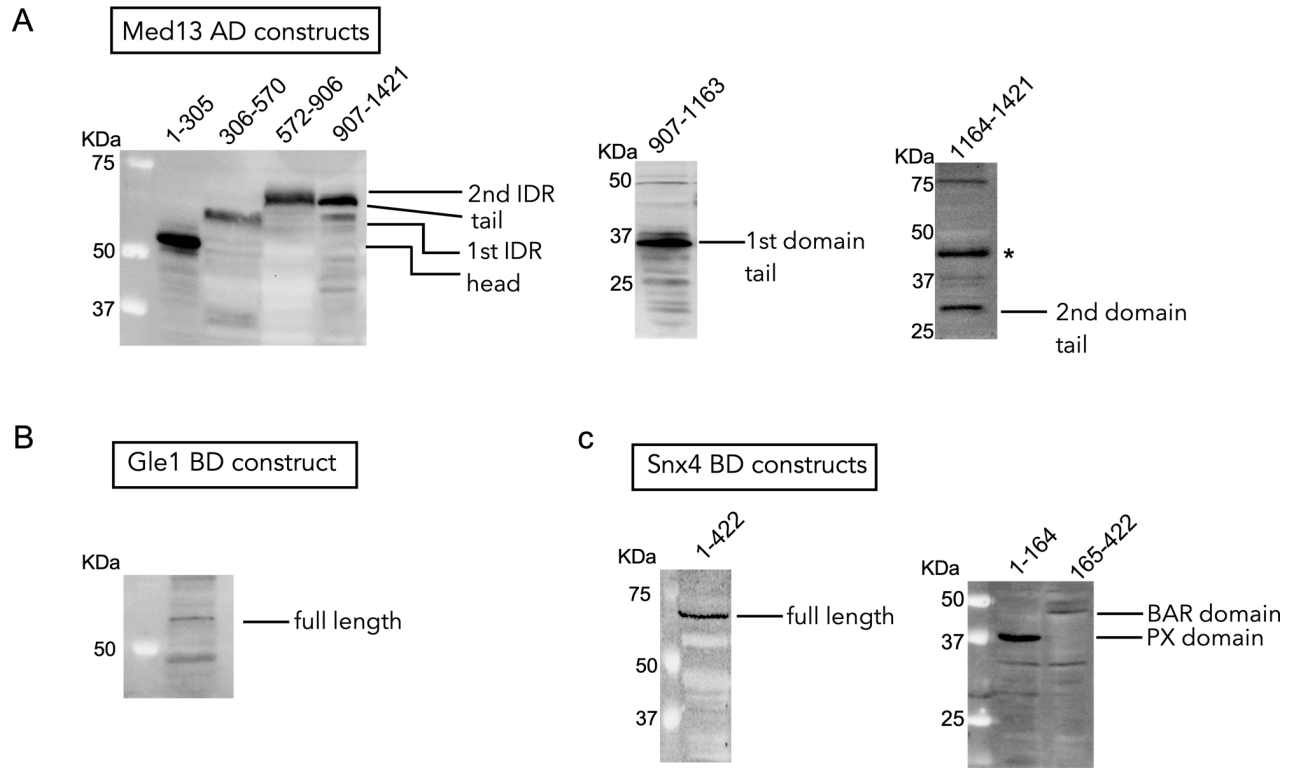 A
Med13 AD constructs
1-305
306-570
572-906
907-1421
KDa
75
50
37
2nd IDR
tail
1st IDR
head
907-1163
KDa
50
37
25
1st domain
tail
1164-1421
KDa
75
50
37
25
*
2nd domain
tail
B
Gle1 BD construct
KDa
50
full length
c
Snx4 BD constructs
1-422
KDa
75
50
37
full length
1-164
165-422
KDa
50
37
25
BAR domain
PX domain